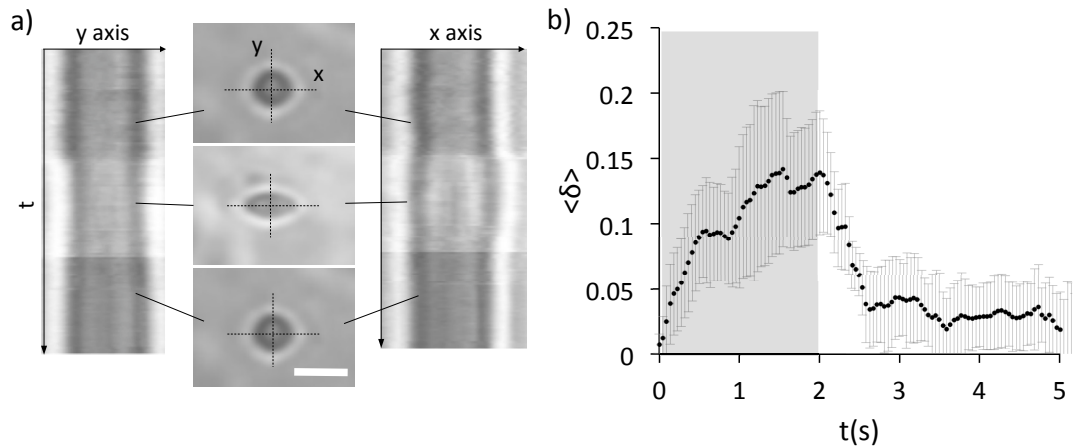 a)
y axis
x axis
y
x
t
b)
0.25
0.2
0.15
0.1
0.05
0
<δ>
0 1 2 3 4 5
t(s)